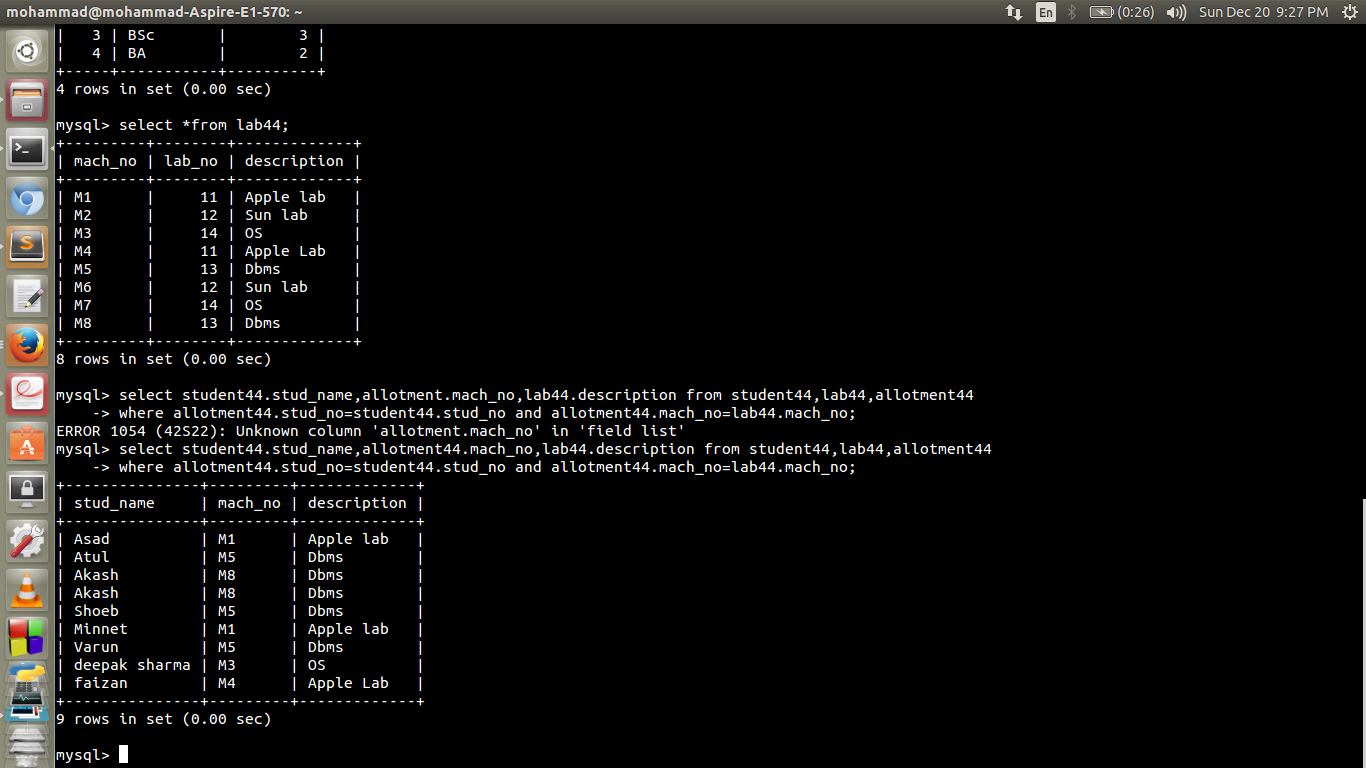 mohammad@mohammad-Aspire-E1-570: ~ En (0:26) Sun Dec 20 9:27 PM
|   3 | BSc       |        3 |
|   4 | BA        |        2 |
+-----+-----------+----------+
4 rows in set (0.00 sec)
mysql> select *from lab44;
+---------+--------+-------------+
| mach_no | lab_no | description |
+---------+--------+-------------+
| M1      |     11 | Apple lab   |
| M2      |     12 | Sun lab     |
| M3      |     14 | OS          |
| M4      |     11 | Apple Lab   |
| M5      |     13 | Dbms        |
| M6      |     12 | Sun lab     |
| M7      |     14 | OS          |
| M8      |     13 | Dbms        |
+---------+--------+-------------+
8 rows in set (0.00 sec)
mysql> select student44.stud_name,allotment.mach_no,lab44.description from student44,lab44,allotment44
    -> where allotment44.stud_no=student44.stud_no and allotment44.mach_no=lab44.mach_no;
ERROR 1054 (42S22): Unknown column 'allotment.mach_no' in 'field list'
mysql> select student44.stud_name,allotment44.mach_no,lab44.description from student44,lab44,allotment44
    -> where allotment44.stud_no=student44.stud_no and allotment44.mach_no=lab44.mach_no;
+---------------+---------+-------------+
| stud_name     | mach_no | description |
+---------------+---------+-------------+
| Asad          | M1      | Apple lab   |
| Atul          | M5      | Dbms        |
| Akash         | M8      | Dbms        |
| Akash         | M8      | Dbms        |
| Shoeb         | M5      | Dbms        |
| Minnet        | M1      | Apple lab   |
| Varun         | M5      | Dbms        |
| deepak sharma | M3      | OS          |
| faizan        | M4      | Apple Lab   |
+---------------+---------+-------------+
9 rows in set (0.00 sec)
mysql>